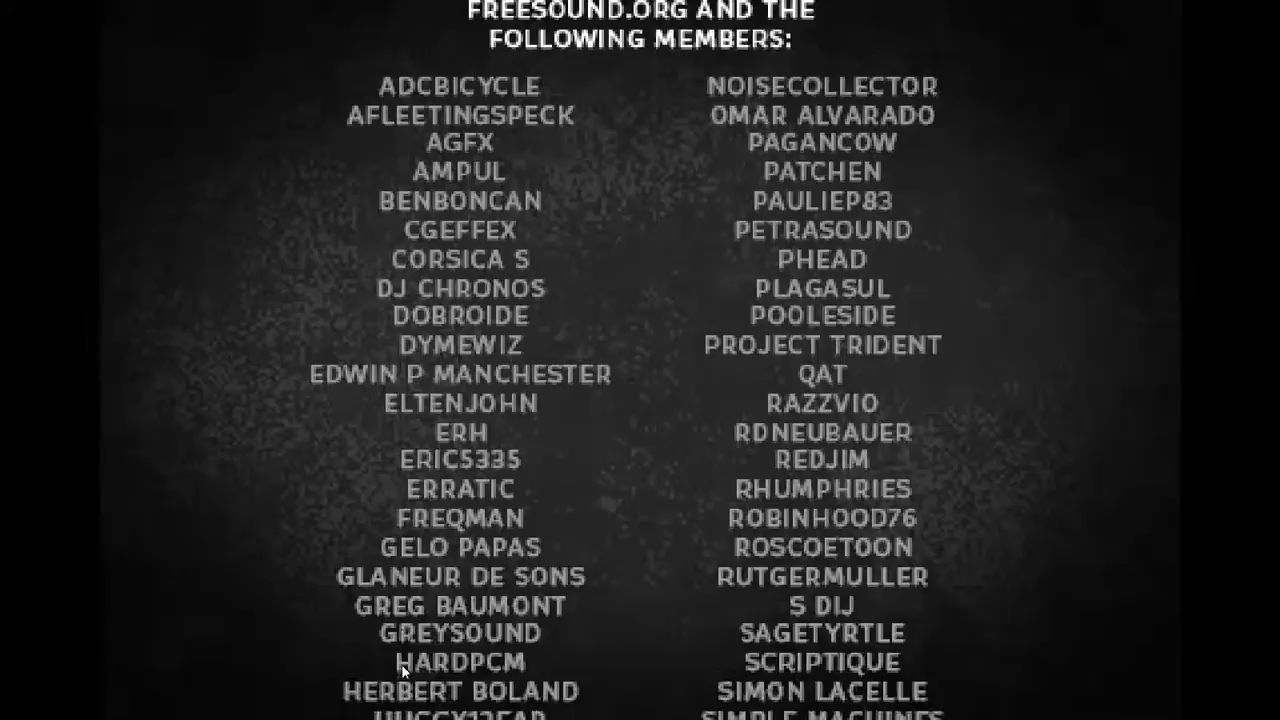 FREESOUND.ORG AND THE
FOLLOWING MEMBERS:
ADCBICYCLE
AFLEETINGSPECK
AGFX
AMPUL
BENBONCAN
CGEFFEX
CORSICA S
DJ CHRONOS
DOBROIDE
DYMEWIZ
EDWIN P MANCHESTER
ELTENJOHN
ERH
ERIC5335
ERRATIC
FREQMAN
GELO PAPAS
GLANEUR DE SONS
GREG BAUMONT
GREYSOUND
HARDPCM
HERBERT BOLAND
NOISECOLLECTOR
OMAR ALVARADO
PAGANCOW
PATCHEN
PAULIEP83
PETRASOUND
PHEAD
PLAGASUL
POOLESIDE
PROJECT TRIDENT
QAT
RAZZVIO
RDNEUBAUER
REDJIM
RHUMPHRIES
ROBINHOOD76
ROSCOETOON
RUTGERMULLER
S DIJ
SAGETYRTLE
SCRIPTIQUE
SIMON LACELLE
SIMPLE MACHINES